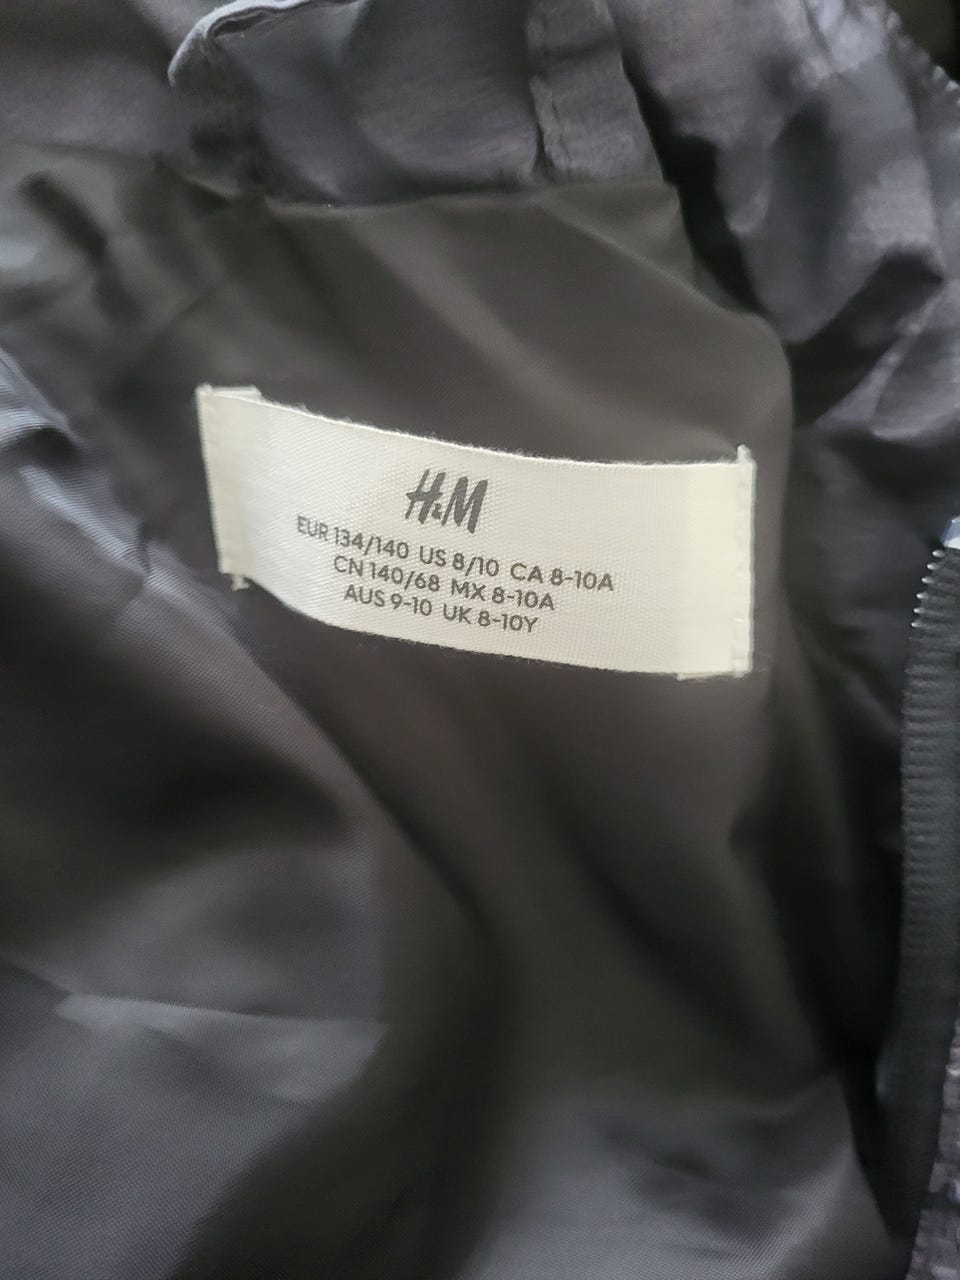 H&M
EUR 134/140 US 8/10 CA 8-10A
CN 140/68 MX 8-10A
AUS 9-10 UK 8-10Y